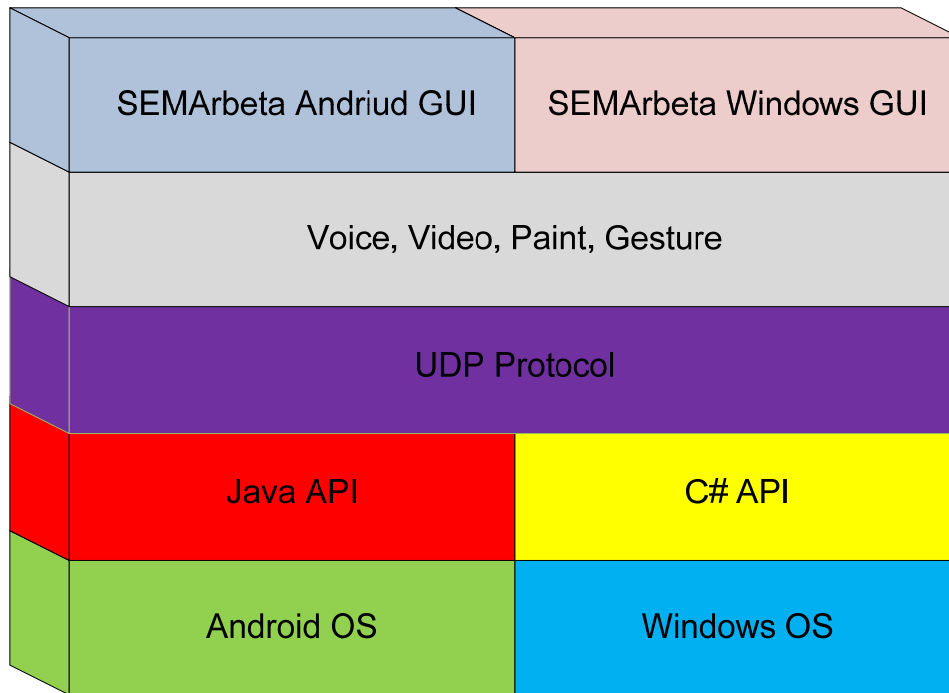 SEMArbeta Andriud GUI
SEMArbeta Windows GUI
Voice, Video, Paint, Gesture
UDP Protocol
Java API
C# API
Android OS
Windows OS